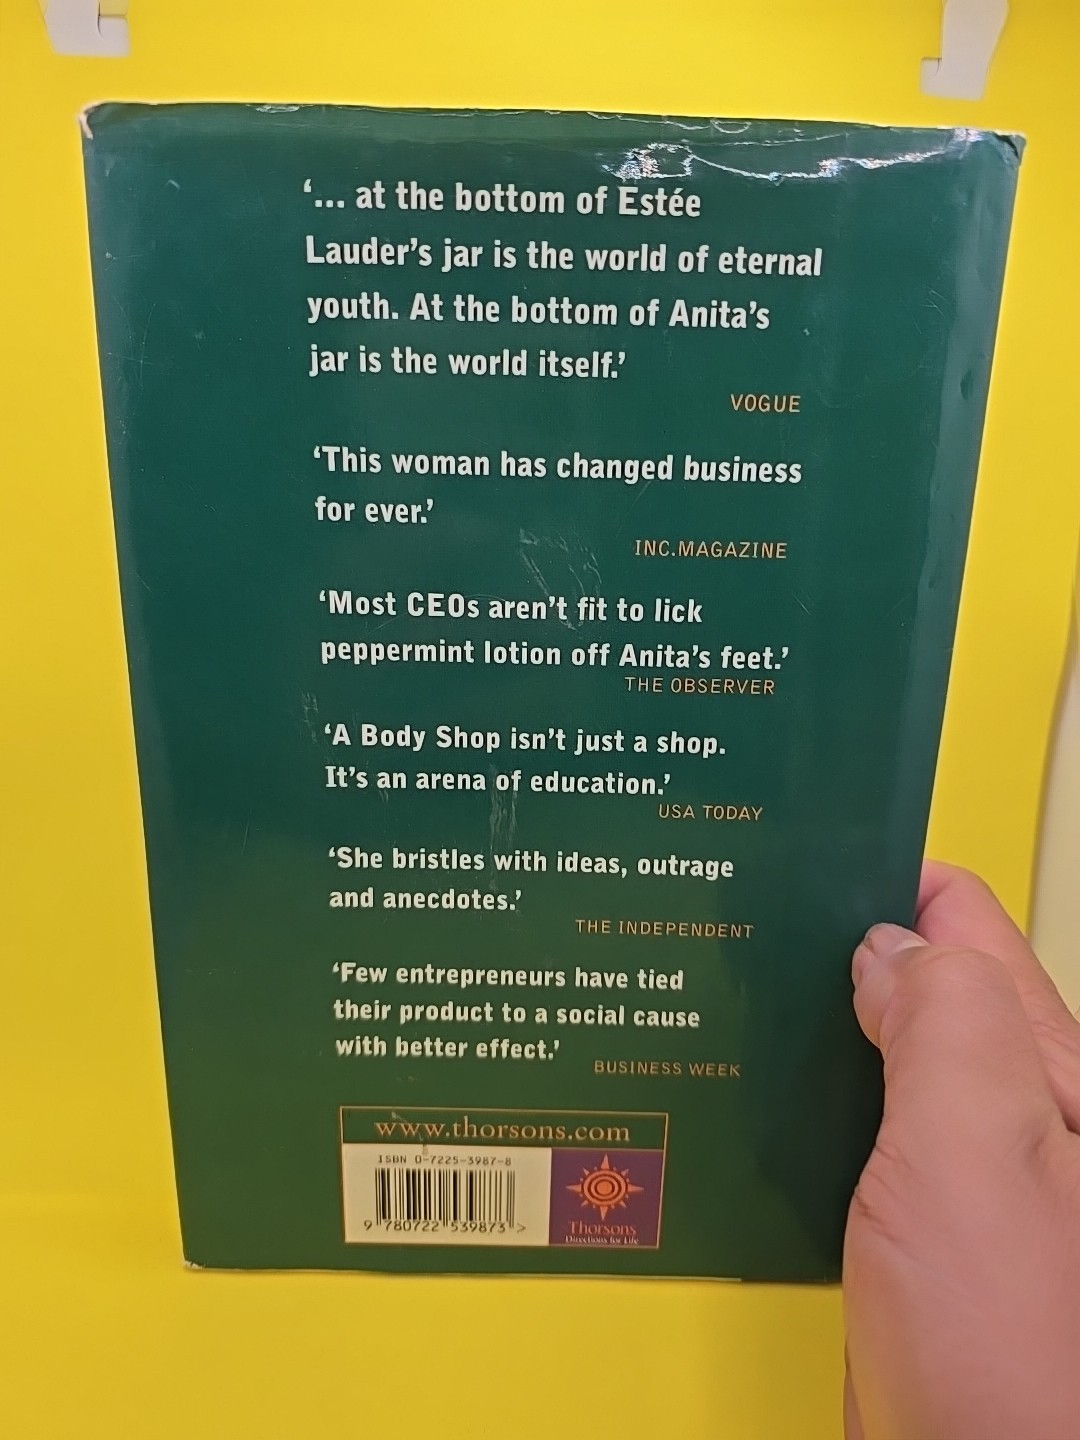 ‘... at the bottom of Estée
Lauder’s jar is the world of eternal
youth. At the bottom of Anita’s
jar is the world itself.’
VOGUE
‘This woman has changed business
for ever.’
INC.MAGAZINE
‘Most CEOs aren’t fit to lick
peppermint lotion off Anita’s feet.’
THE OBSERVER
‘A Body Shop isn’t just a shop.
It’s an arena of education.’
USA TODAY
‘She bristles with ideas, outrage
and anecdotes.’
THE INDEPENDENT
‘Few entrepreneurs have tied
their product to a social cause
with better effect.’
BUSINESS WEEK
www.thorsons.com
ISBN 0-7225-3987-8
9 780722 539873 >
Thorsons
Directions for Life